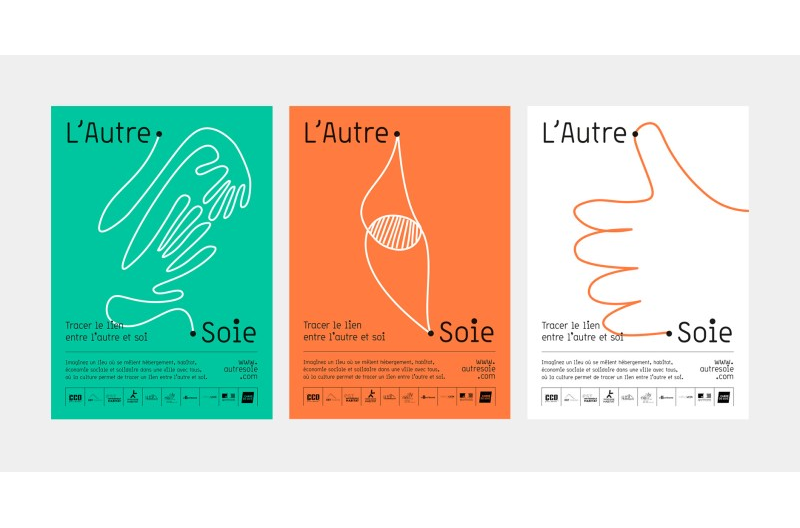 L'Autre
Tracer le lien
entre l'autre et soi
Soie
Imaginez un lieu où se mêlent hébergement, habitat,
économie sociale et solidaire dans une ville avec tous,
où la culture permet de tracer un lien entre l'autre et soi.
www.
autresoie
.com
CCO
L'Autre
Tracer le lien
entre l'autre et soi
Soie
Imaginez un lieu où se mêlent hébergement, habitat,
économie sociale et solidaire dans une ville avec tous,
où la culture permet de tracer un lien entre l'autre et soi.
www.
autresoie
.com
CCO
L'Autre
Tracer le lien
entre l'autre et soi
Soie
Imaginez un lieu où se mêlent hébergement, habitat,
économie sociale et solidaire dans une ville avec tous,
où la culture permet de tracer un lien entre l'autre et soi.
www.
autresoie
.com
CCO